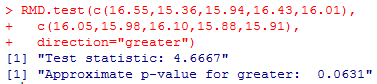 > RMD.test(c(16.55,15.36,15.94,16.43,16.01),
+   c(16.05,15.98,16.10,15.88,15.91),
+   direction="greater")
[1] "Test statistic: 4.6667"
[1] "Approximate p-value for greater:  0.0631"